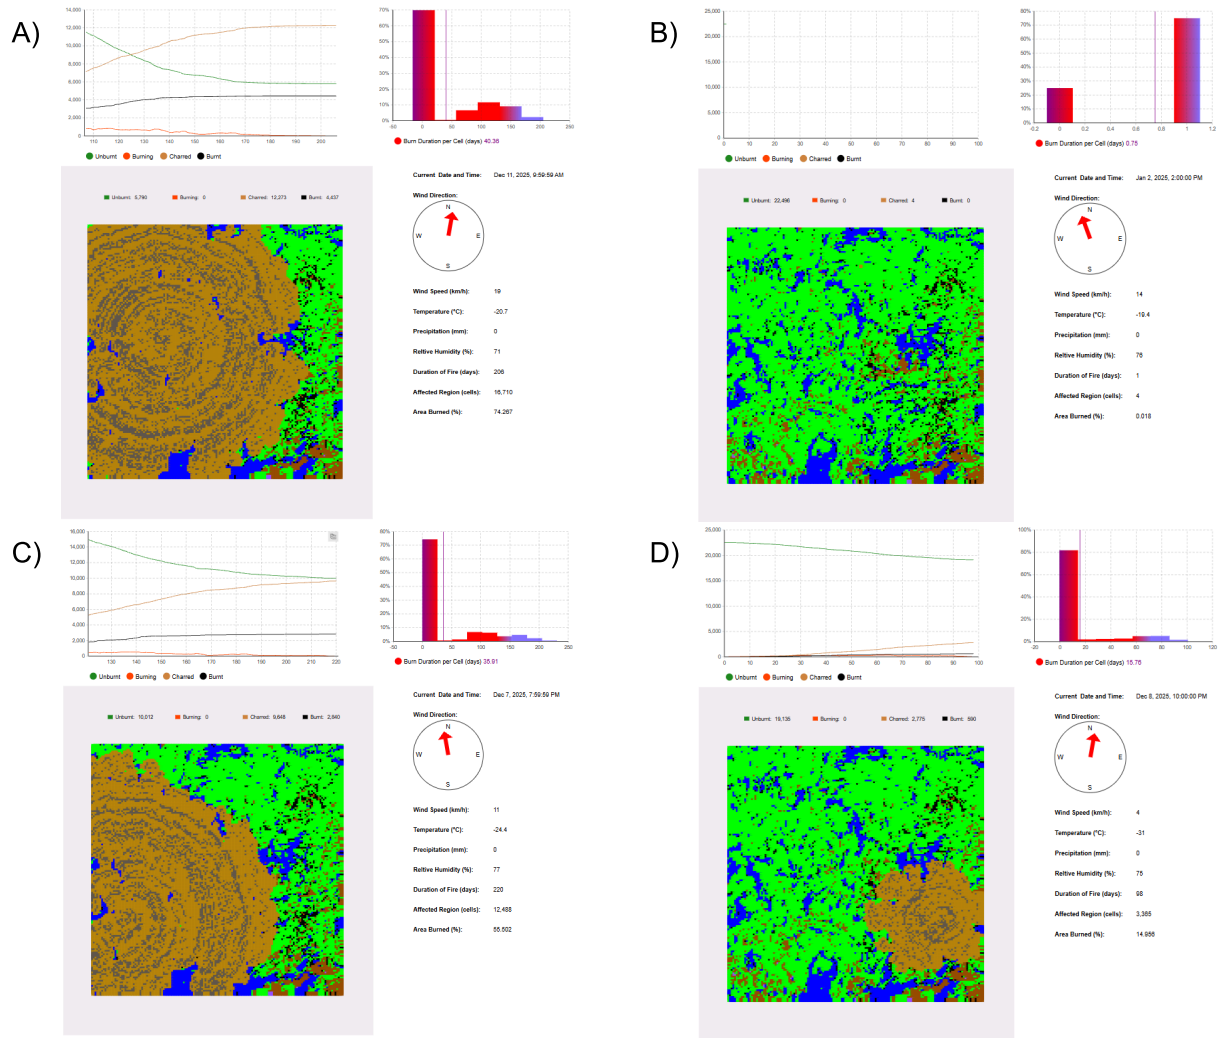 A)
14,000
12,000
10,000
8,000
6,000
4,000
2,000
0
110 120 130 140 150 160 170 180 190 200
Unburnt Burning Charred Burnt
70%
60%
50%
40%
30%
20%
10%
0%
-50 0 50 100 150 200 250
Burn Duration per Cell (days) 40.36
Unburnt: 5,790 Burning: 0 Charred: 12,273 Burnt: 4,437
Current Date and Time: Dec 11, 2025, 9:59:59 AM
Wind Direction:
N
W E
S
Wind Speed (km/h): 19
Temperature (°C): -20.7
Precipitation (mm): 0
Reltive Humidity (%): 71
Duration of Fire (days): 206
Affected Region (cells): 16,710
Area Burned (%): 74.267
B)
25,000
20,000
15,000
10,000
5,000
0
0 10 20 30 40 50 60 70 80 90 100
Unburnt Burning Charred Burnt
80%
70%
60%
50%
40%
30%
20%
10%
0%
-0.2 0 0.2 0.4 0.6 0.8 1 1.2
Burn Duration per Cell (days) 0.75
Unburnt: 22,496 Burning: 0 Charred: 4 Burnt: 0
Current Date and Time: Jan 2, 2025, 2:00:00 PM
Wind Direction:
N
W E
S
Wind Speed (km/h): 14
Temperature (°C): -19.4
Precipitation (mm): 0
Reltive Humidity (%): 76
Duration of Fire (days): 1
Affected Region (cells): 4
Area Burned (%): 0.018
C)
16,000
14,000
12,000
10,000
8,000
6,000
4,000
2,000
0
130 140 150 160 170 180 190 200 210 220
Unburnt Burning Charred Burnt
80%
70%
60%
50%
40%
30%
20%
10%
0%
-50 0 50 100 150 200 250
Burn Duration per Cell (days) 35.91
Unburnt: 10,012 Burning: 0 Charred: 9,648 Burnt: 2,840
Current Date and Time: Dec 7, 2025, 7:59:59 PM
Wind Direction:
N
W E
S
Wind Speed (km/h): 11
Temperature (°C): -24.4
Precipitation (mm): 0
Reltive Humidity (%): 77
Duration of Fire (days): 220
Affected Region (cells): 12,488
Area Burned (%): 55.502
D)
25,000
20,000
15,000
10,000
5,000
0
0 10 20 30 40 50 60 70 80 90 100
Unburnt Burning Charred Burnt
100%
80%
60%
40%
20%
0%
-20 0 20 40 60 80 100 120
Burn Duration per Cell (days) 15.76
Unburnt: 19,135 Burning: 0 Charred: 2,775 Burnt: 590
Current Date and Time: Dec 8, 2025, 10:00:00 PM
Wind Direction:
N
W E
S
Wind Speed (km/h): 4
Temperature (°C): -31
Precipitation (mm): 0
Reltive Humidity (%): 75
Duration of Fire (days): 98
Affected Region (cells): 3,365
Area Burned (%): 14.956